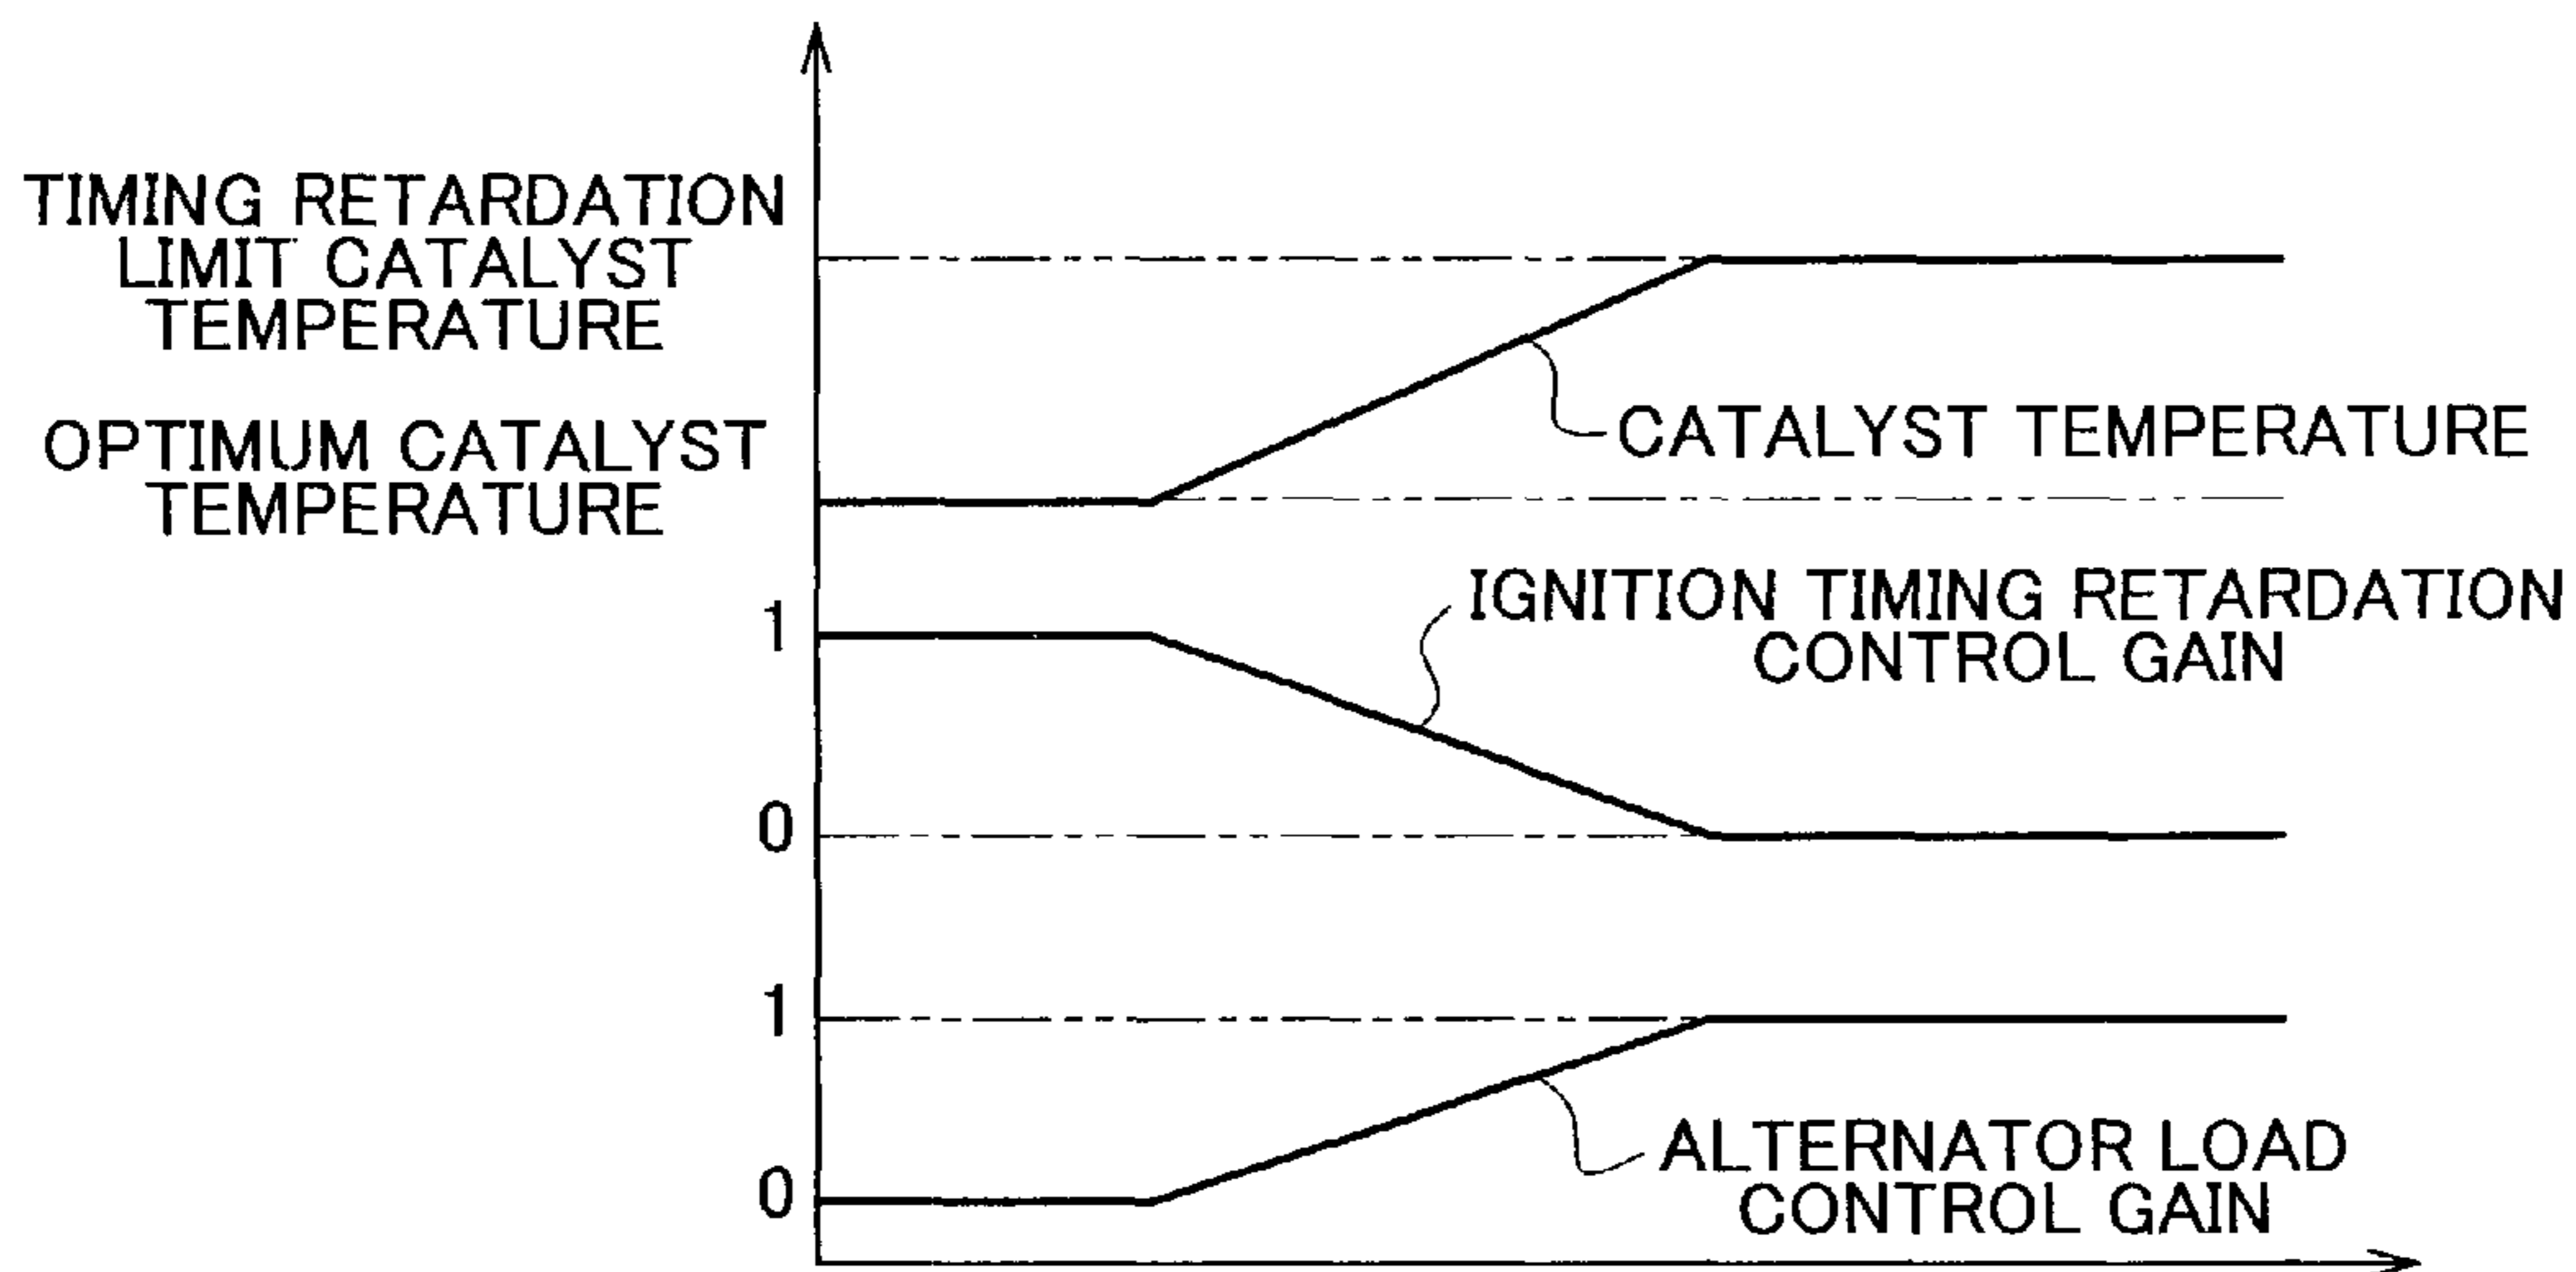 TIMING RETARDATION
LIMIT CATALYST
TEMPERATURE
OPTIMUM CATALYST
TEMPERATURE
CATALYST TEMPERATURE
1
IGNITION TIMING RETARDATION
CONTROL GAIN
0
1
0
ALTERNATOR LOAD
CONTROL GAIN